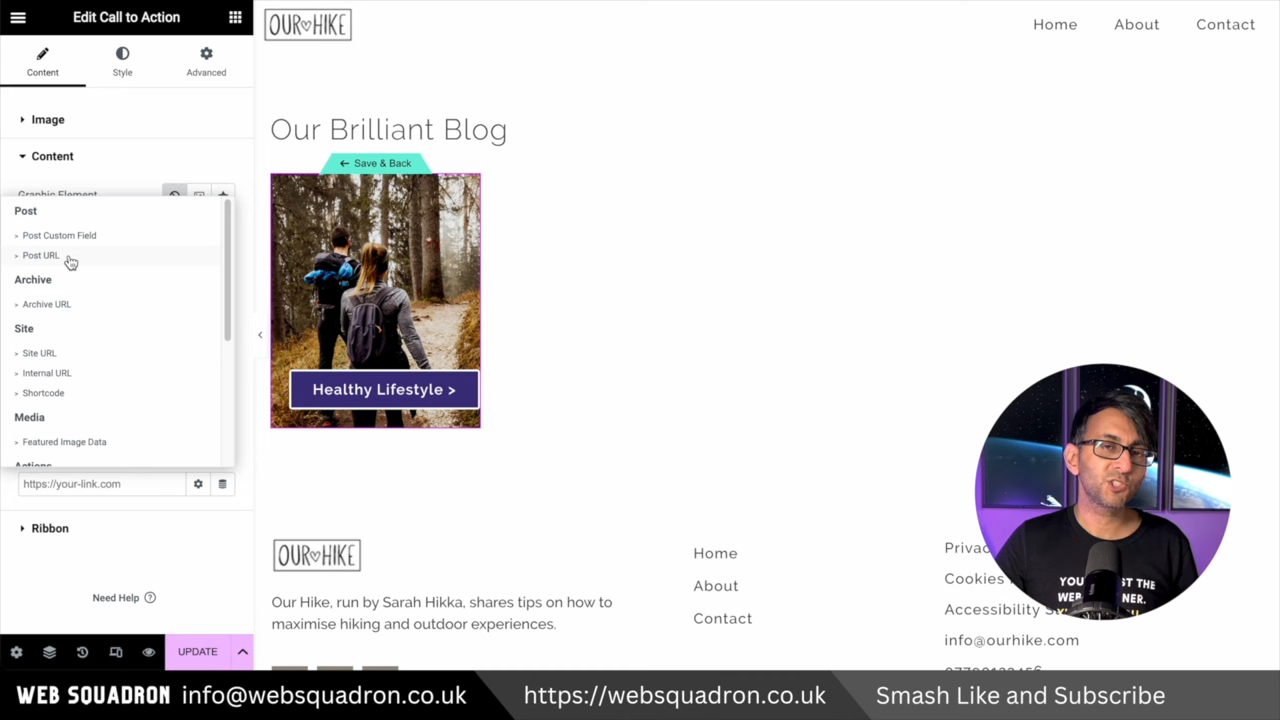 Edit Call to Action
Content
Style
Advanced
Image
Content
Graphic Element
Post
Post Custom Field
Post URL
Archive
Archive URL
Site
Site URL
Internal URL
Shortcode
Media
Featured Image Data
Actions
https://your-link.com
Ribbon
Need Help
UPDATE
OUR HIKE
Home
About
Contact
Our Brilliant Blog
Save & Back
Healthy Lifestyle >
OUR HIKE
Our Hike, run by Sarah Hikka, shares tips on how to
maximise hiking and outdoor experiences.
Home
About
Contact
Cookies
Accessibility
info@ourhike.com
THE
WEB SQUADRON
info@websquadron.co.uk
https://websquadron.co.uk
Smash Like and Subscribe